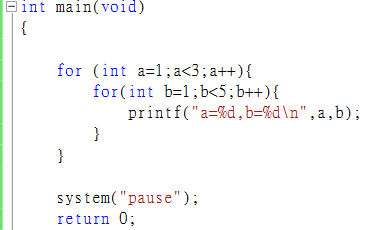 int main(void)
{
for (int a=1;a<3;a++){
for(int b=1;b<5;b++){
printf("a=%d,b=%d\n",a,b);
}
}
system("pause");
return 0;